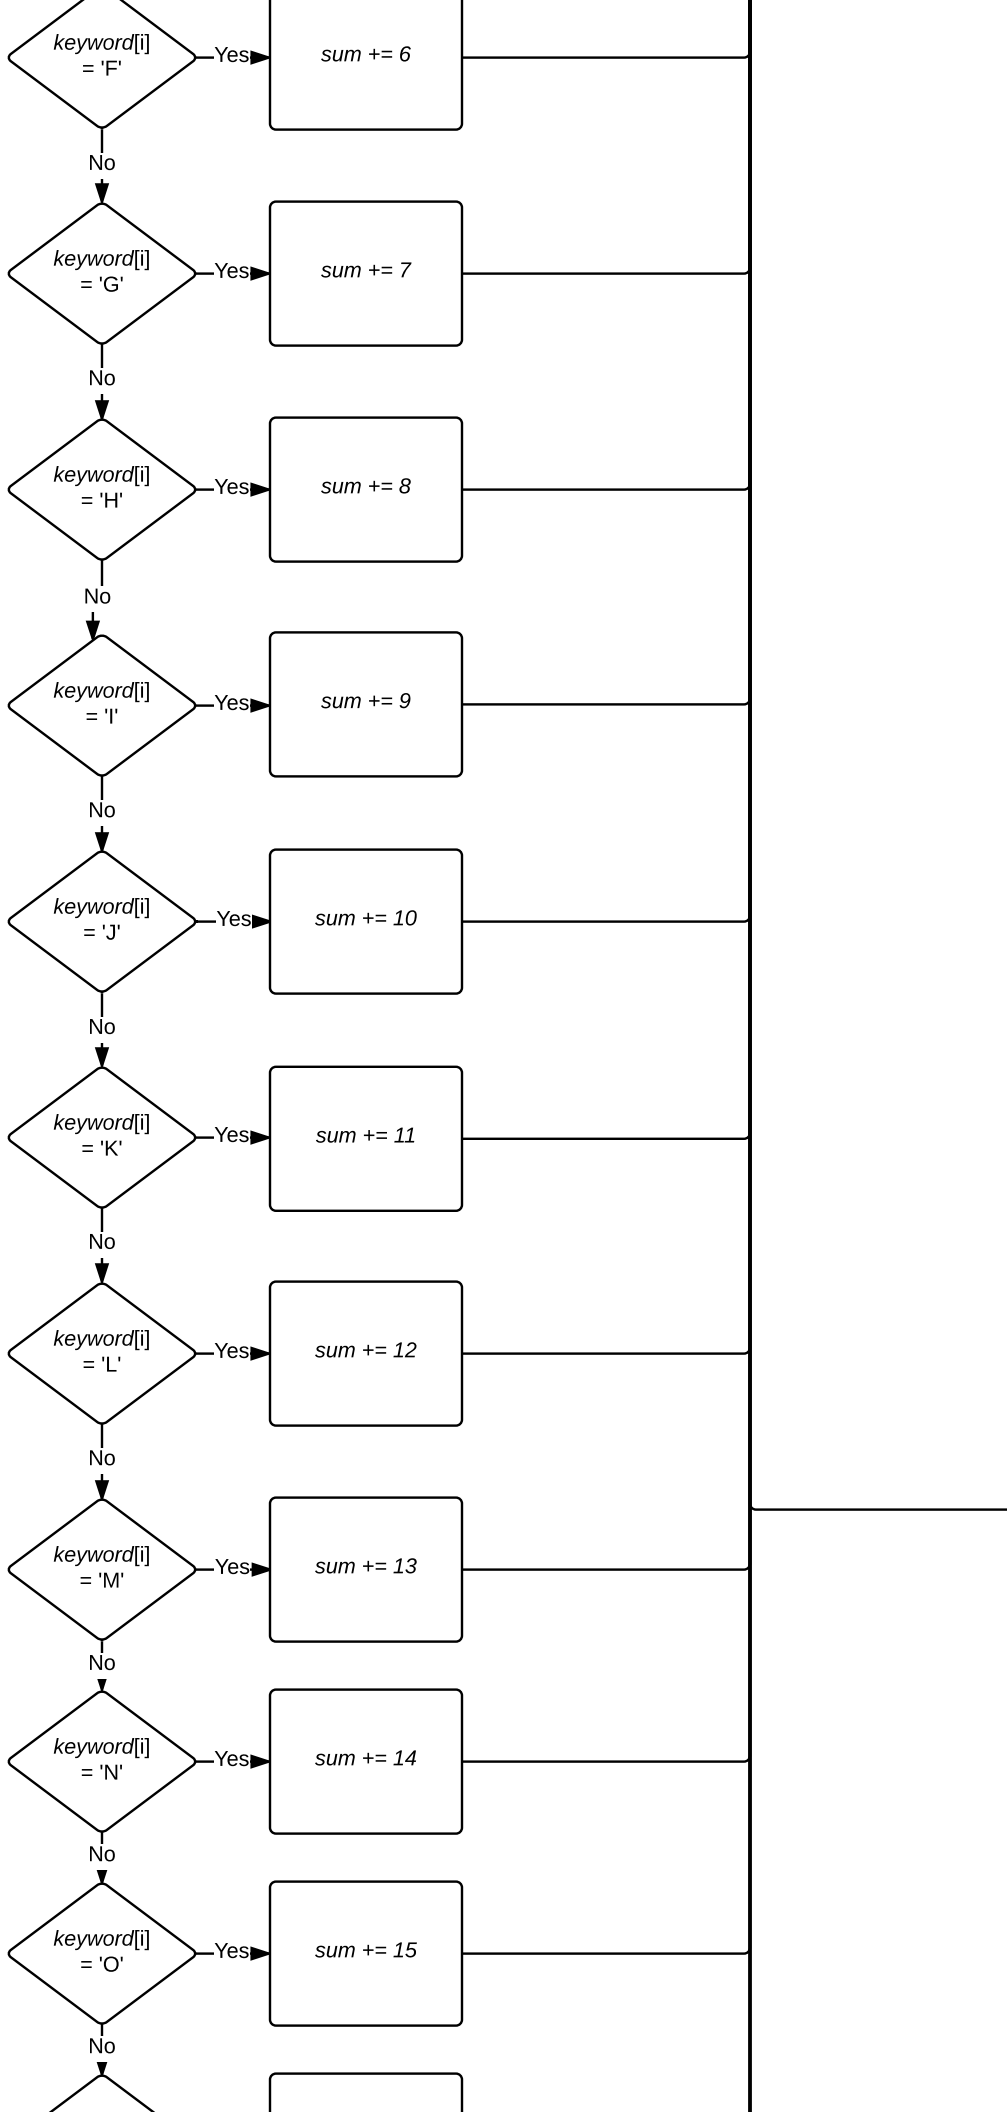 keyword[i]
= 'F'
Yes
sum += 6
No
keyword[i]
= 'G'
Yes
sum += 7
No
keyword[i]
= 'H'
Yes
sum += 8
No
keyword[i]
= 'I'
Yes
sum += 9
No
keyword[i]
= 'J'
Yes
sum += 10
No
keyword[i]
= 'K'
Yes
sum += 11
No
keyword[i]
= 'L'
Yes
sum += 12
No
keyword[i]
= 'M'
Yes
sum += 13
No
keyword[i]
= 'N'
Yes
sum += 14
No
keyword[i]
= 'O'
Yes
sum += 15
No